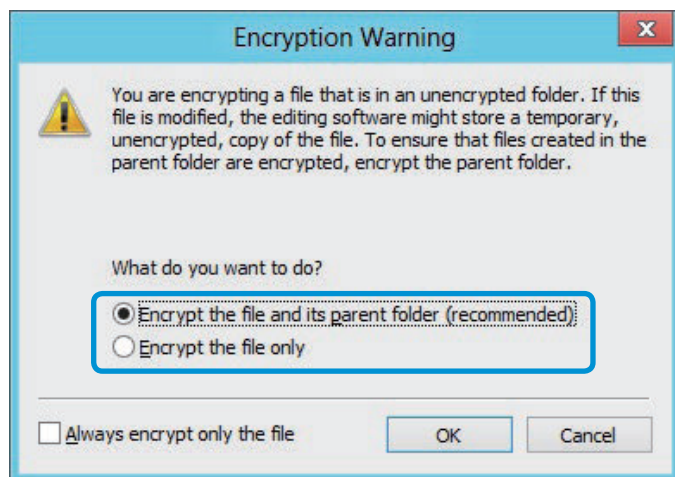 Encryption Warning
You are encrypting a file that is in an unencrypted folder. If this
file is modified, the editing software might store a temporary,
unencrypted, copy of the file. To ensure that files created in the
parent folder are encrypted, encrypt the parent folder.
What do you want to do?
Encrypt the file and its parent folder (recommended)
Encrypt the file only
Always encrypt only the file
OK
Cancel